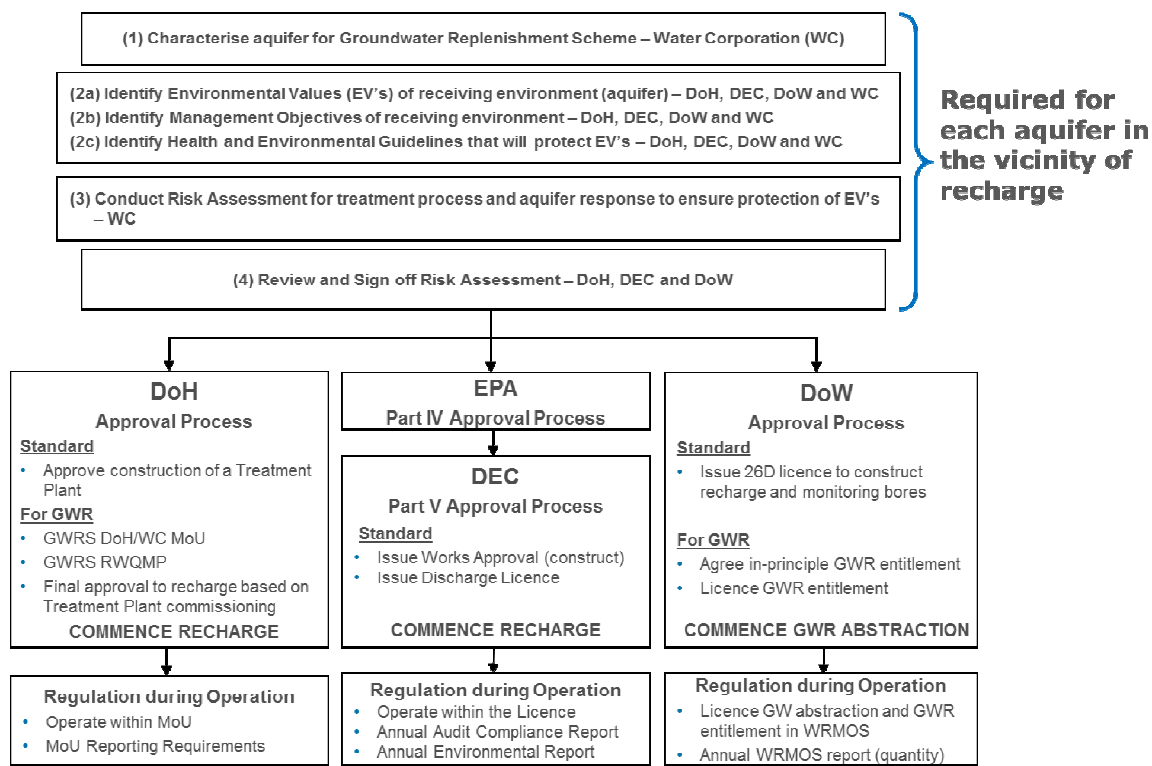 (1) Characterise aquifer for Groundwater Replenishment Scheme – Water Corporation (WC)
(2a) Identify Environmental Values (EV's) of receiving environment (aquifer) – DoH, DEC, DoW and WC
(2b) Identify Management Objectives of receiving environment – DoH, DEC, DoW and WC
(2c) Identify Health and Environmental Guidelines that will protect EV's – DoH, DEC, DoW and WC
(3) Conduct Risk Assessment for treatment process and aquifer response to ensure protection of EV's
– WC
(4) Review and Sign off Risk Assessment – DoH, DEC and DoW
Required for
each aquifer in
the vicinity of
recharge
DoH
Approval Process
Standard
• Approve construction of a Treatment
Plant
For GWR
• GWRS DoH/WC MoU
• GWRS RWQMP
• Final approval to recharge based on
Treatment Plant commissioning
COMMENCE RECHARGE
Regulation during Operation
• Operate within MoU
• MoU Reporting Requirements
EPA
Part IV Approval Process
DEC
Part V Approval Process
Standard
• Issue Works Approval (construct)
• Issue Discharge Licence
COMMENCE RECHARGE
Regulation during Operation
• Operate within the Licence
• Annual Audit Compliance Report
• Annual Environmental Report
DoW
Approval Process
Standard
• Issue 26D licence to construct
recharge and monitoring bores
For GWR
• Agree in-principle GWR entitlement
• Licence GWR entitlement
COMMENCE GWR ABSTRACTION
Regulation during Operation
• Licence GW abstraction and GWR
entitlement in WRMOS
• Annual WRMOS report (quantity)